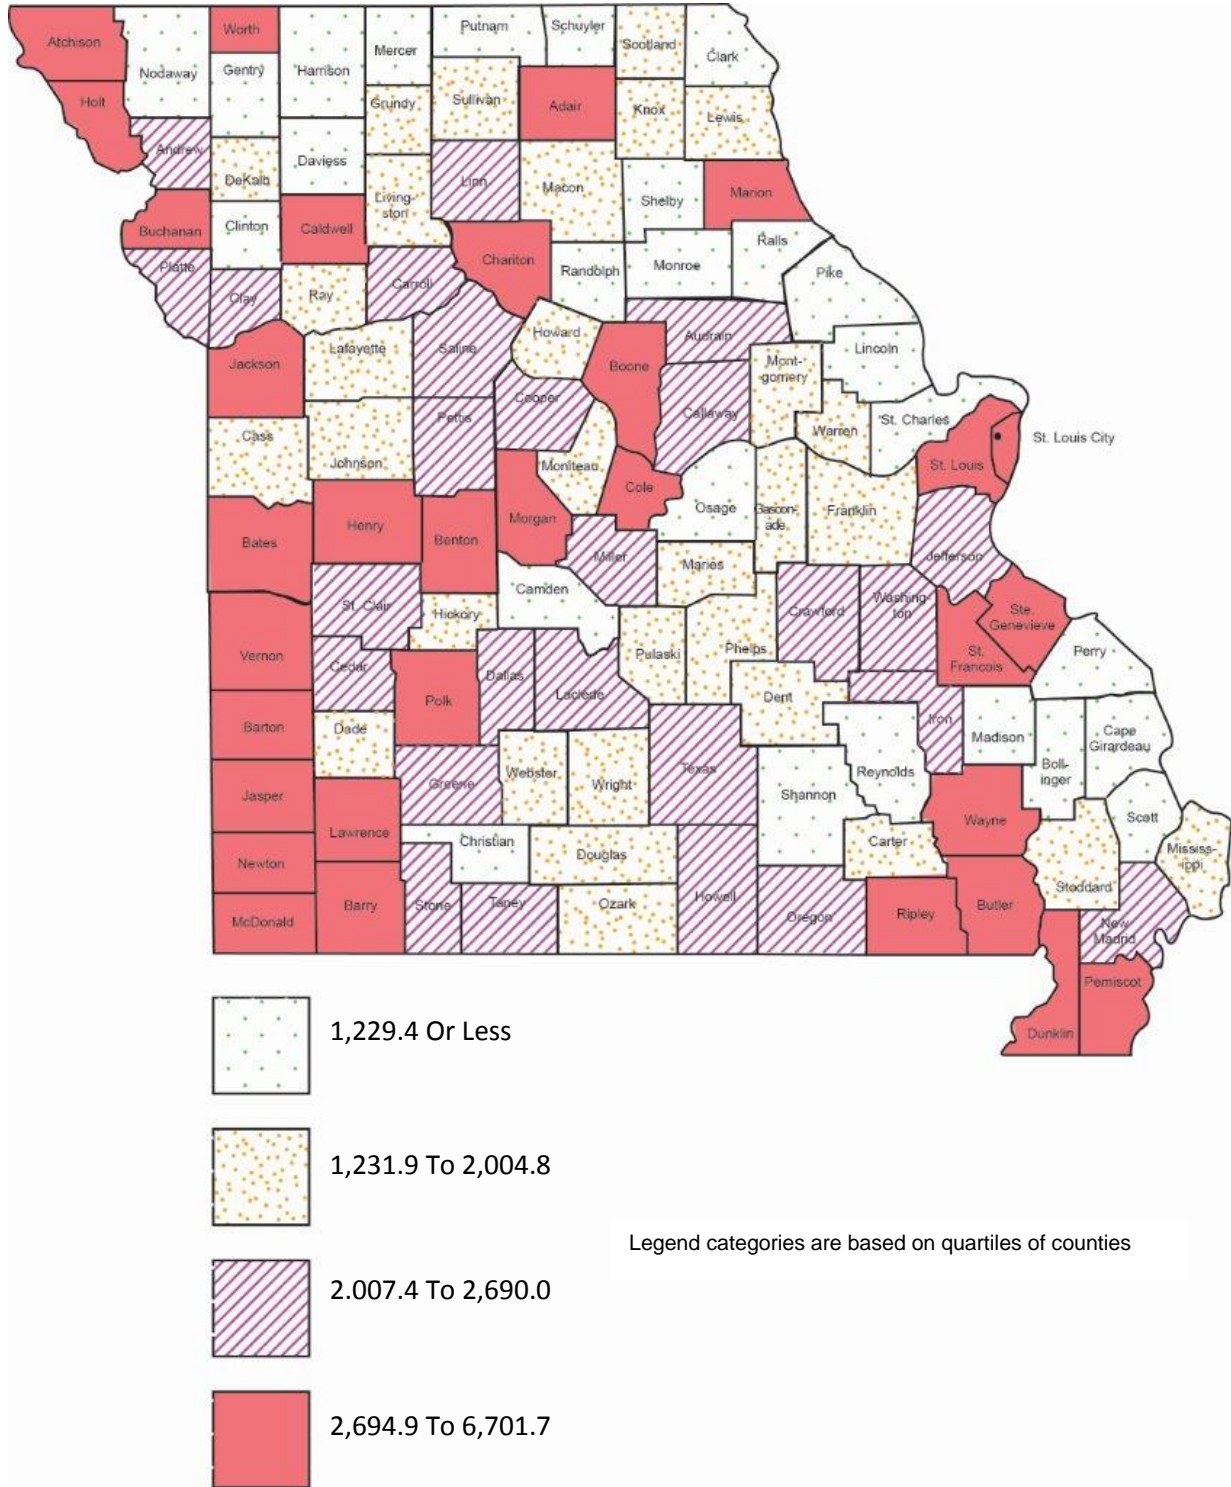 Atchison
Nodaway
Worth
Gentry
Harrison
Mercer
Putnam
Schuyler
Scotland
Clark
Holt
Andrew
DeKalb
Daviess
Grundy
Sullivan
Adair
Knox
Lewis
Buchanan
Clinton
Caldwell
Living-
ston
Linn
Macon
Shelby
Marion
Platte
Clay
Ray
Carroll
Chariton
Randolph
Monroe
Ralls
Pike
Jackson
Lafayette
Saline
Howard
Boone
Audrain
Mont-
gomery
Lincoln
Cass
Johnson
Pettis
Cooper
Moniteau
Callaway
Warren
St. Charles
St. Louis City
St. Louis
Bates
Henry
Benton
Morgan
Cole
Osage
Gascon-
ade
Franklin
Jefferson
Miller
Maries
Camden
St. Clair
Hickory
Crawford
Washing
ton
Ste.
Genevieve
St.
Francois
Perry
Vernon
Cedar
Polk
Dallas
Laclede
Pulaski
Phelps
Dent
Iron
Madison
Boll-
inger
Cape
Girardeau
Barton
Dade
Greene
Webster
Wright
Texas
Shannon
Reynolds
Wayne
Scott
Mississ-
ippi
Jasper
Lawrence
Christian
Douglas
Carter
Stoddard
Newton
McDonald
Barry
Stone
Taney
Ozark
Howell
Oregon
Ripley
Butler
New
Madrid
Pemiscot
Dunklin
1,229.4 Or Less
1,231.9 To 2,004.8
Legend categories are based on quartiles of counties
2.007.4 To 2,690.0
2,694.9 To 6,701.7